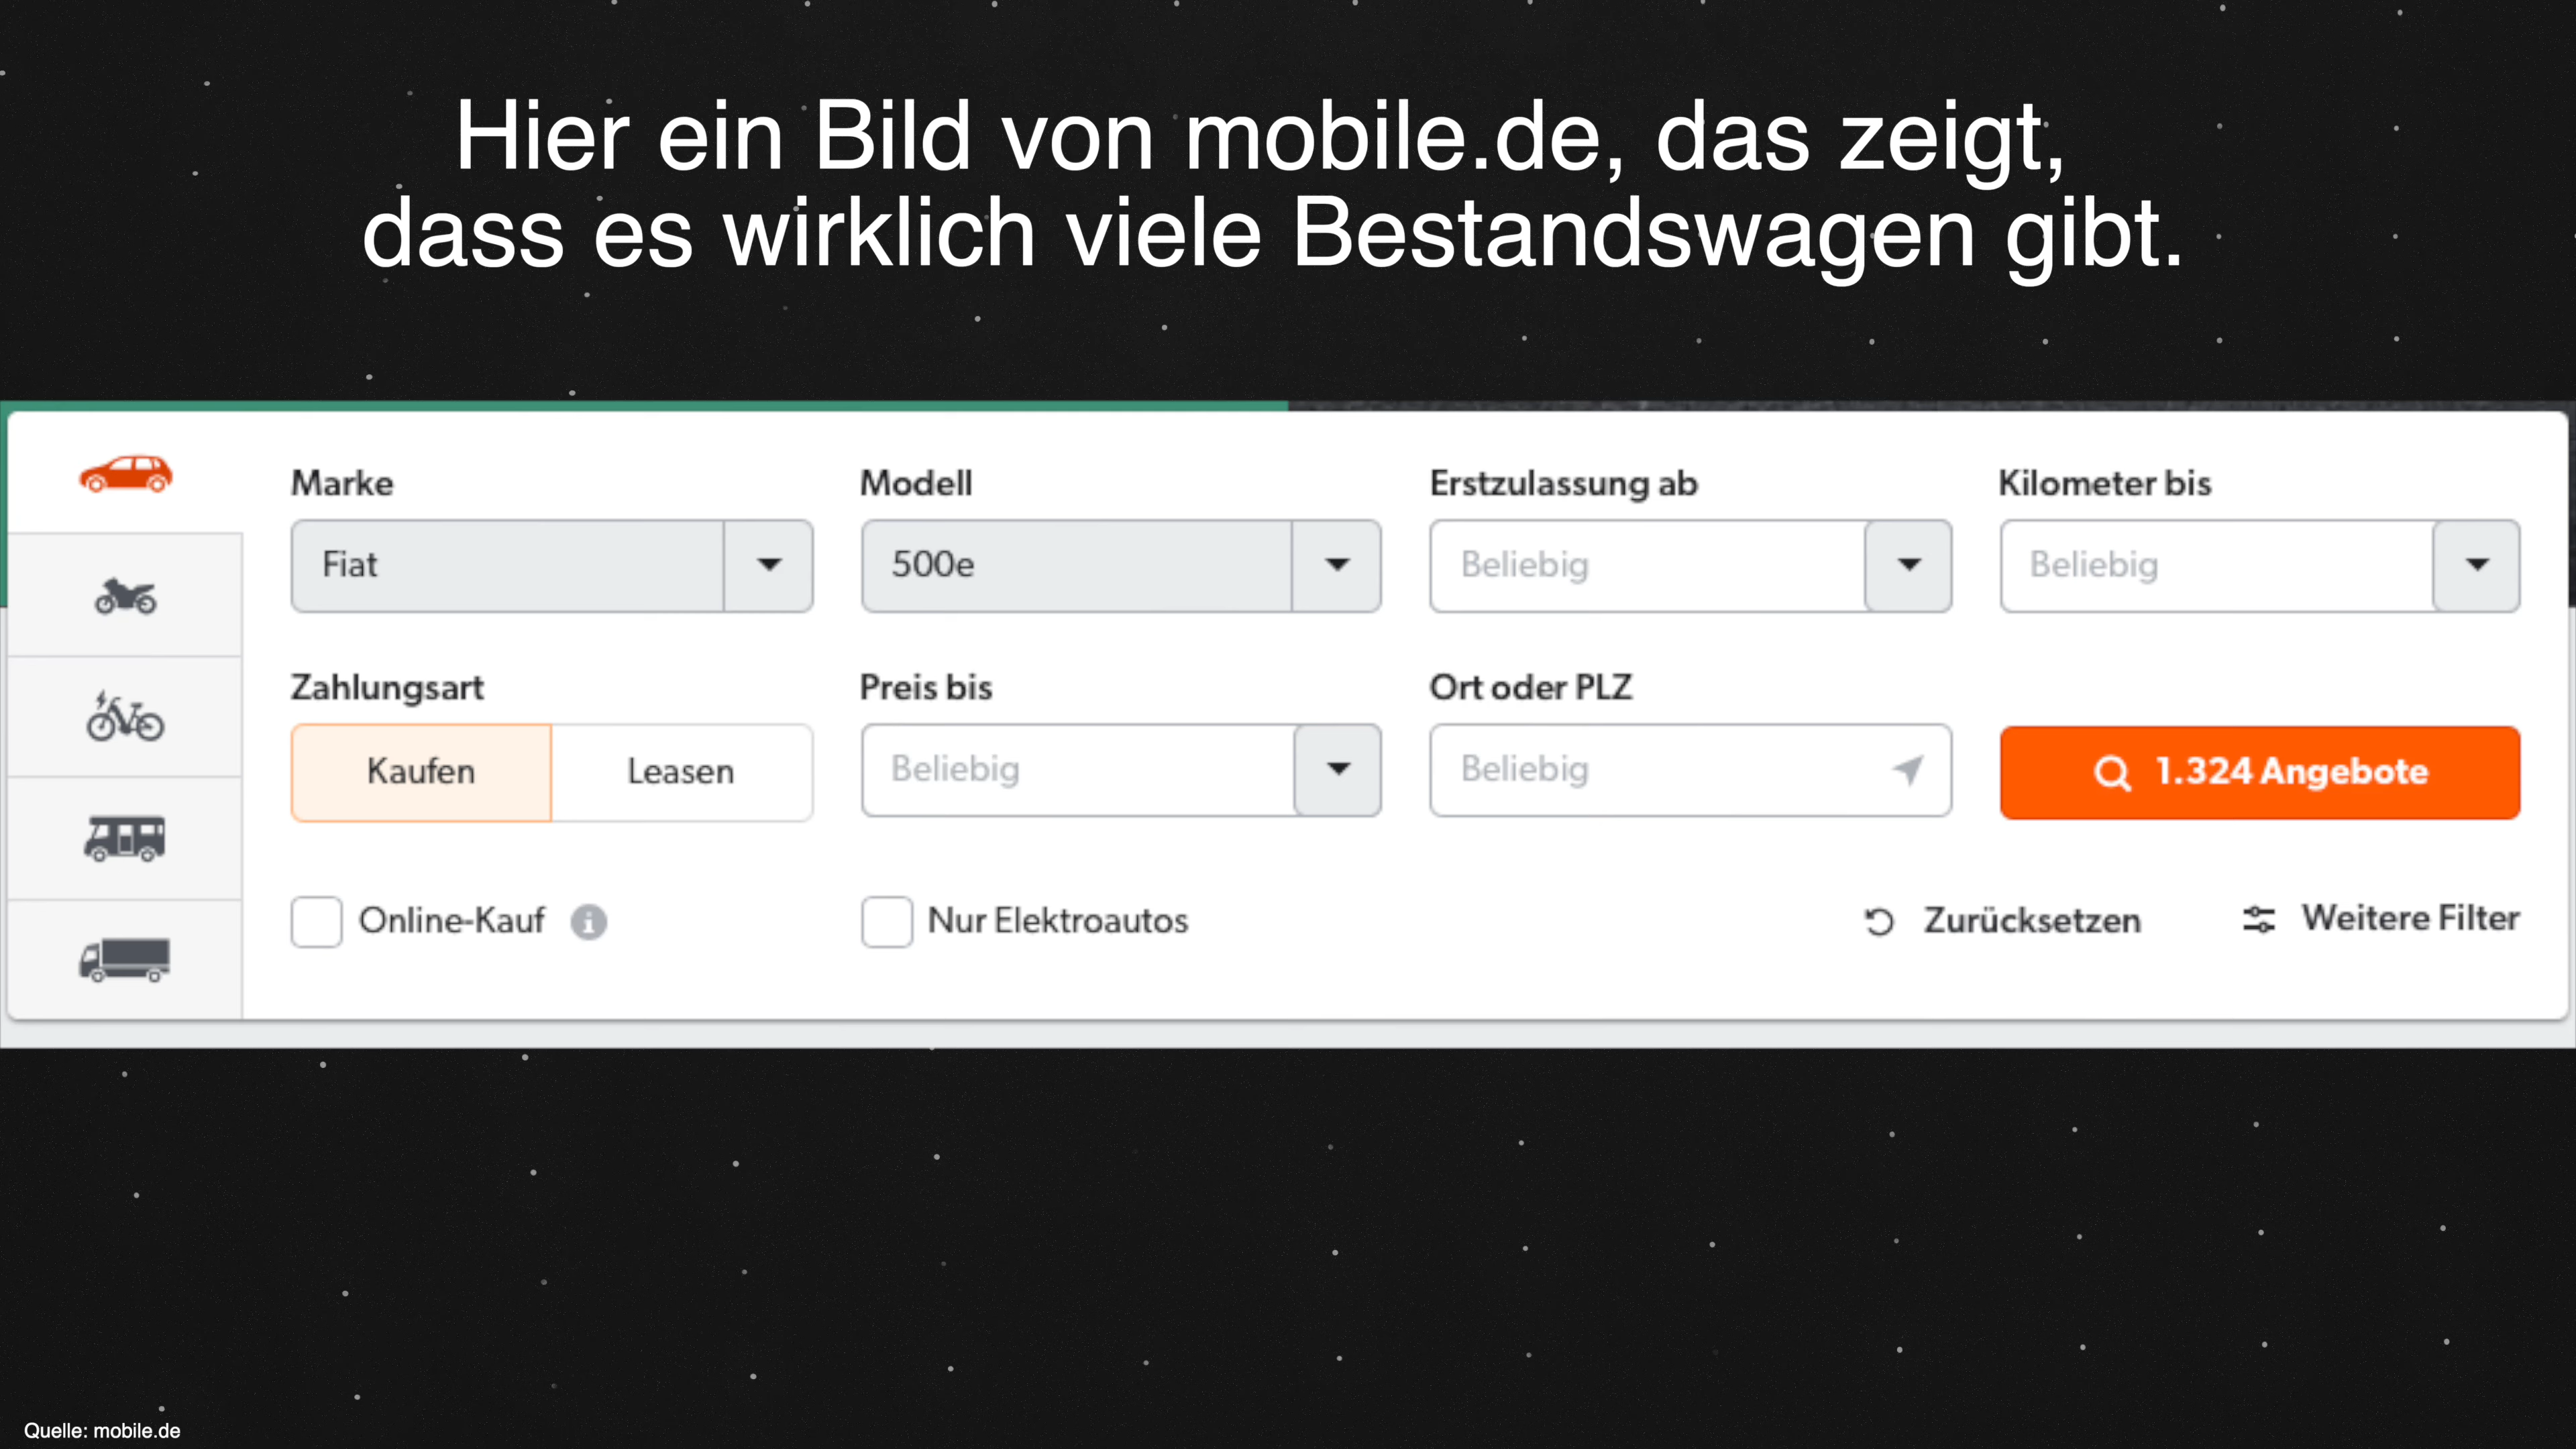 Hier ein Bild von mobile.de, das zeigt,
dass es wirklich viele Bestandswagen gibt.
Marke
Modell
Erstzulassung ab
Kilometer bis
Fiat
500e
Beliebig
Beliebig
Zahlungsart
Preis bis
Ort oder PLZ
Kaufen
Leasen
Beliebig
Beliebig
1.324 Angebote
Online-Kauf
Nur Elektroautos
Zurücksetzen
Weitere Filter
Quelle: mobile.de